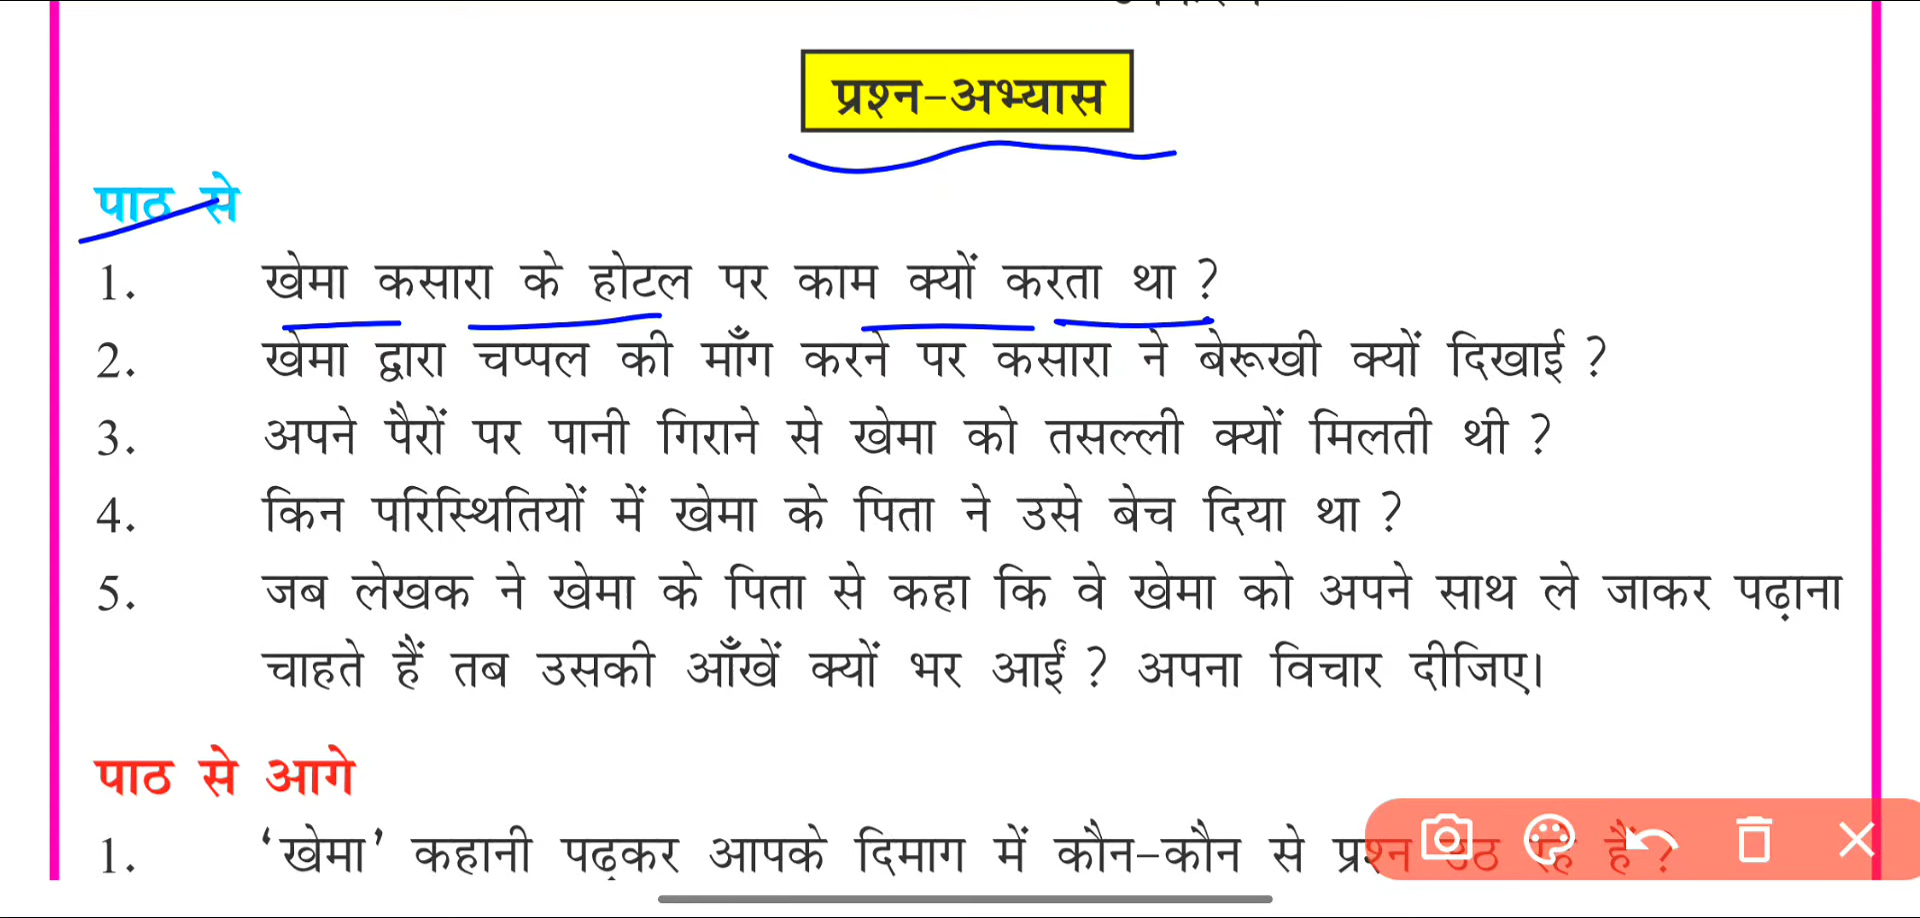 प्रश्न-अभ्यास
पाठ से
1. खेमा कसारा के होटल पर काम क्यों करता था ?
2. खेमा द्वारा चप्पल की माँग करने पर कसारा ने बेरूखी क्यों दिखाई ?
3. अपने पैरों पर पानी गिराने से खेमा को तसल्ली क्यों मिलती थी ?
4. किन परिस्थितियों में खेमा के पिता ने उसे बेच दिया था ?
5. जब लेखक ने खेमा के पिता से कहा कि वे खेमा को अपने साथ ले जाकर पढ़ाना
चाहते हैं तब उसकी आँखें क्यों भर आईं ? अपना विचार दीजिए।
पाठ से आगे
1. ‘खेमा’ कहानी पढ़कर आपके दिमाग में कौन-कौन से प्रश्न उठ रहे हैं ?